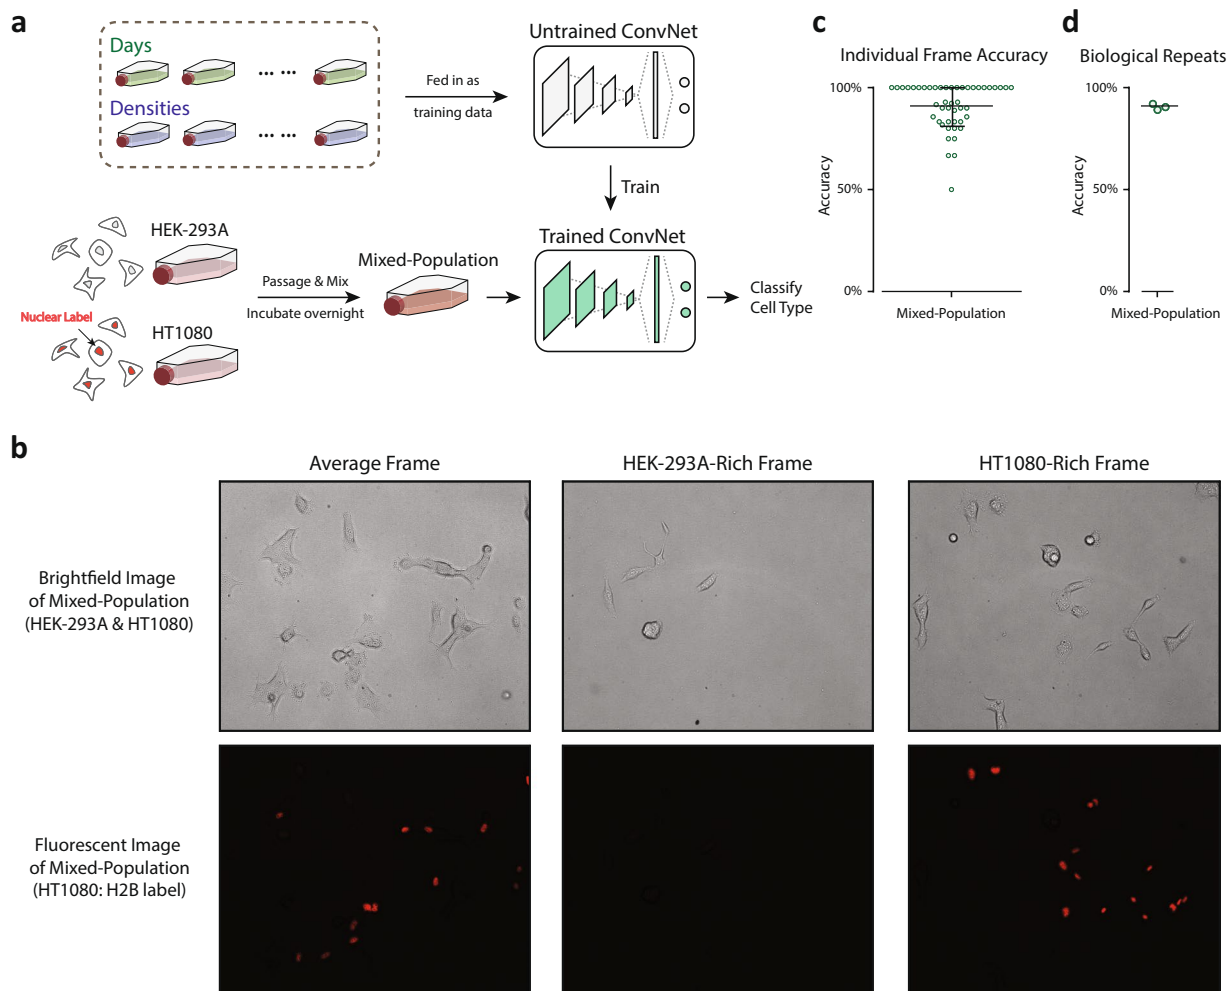 a
Days
... ...
Densities
... ...
Fed in as
training data
Untrained ConvNet
Train
HEK-293A
Nuclear Label
HT1080
Passage & Mix
Incubate overnight
Mixed-Population
Trained ConvNet
Classify
Cell Type
c
Individual Frame Accuracy
100%
50%
0%
Accuracy
Mixed-Population
d
Biological Repeats
100%
50%
0%
Accuracy
Mixed-Population
b
Average Frame
HEK-293A-Rich Frame
HT1080-Rich Frame
Brightfield Image
of Mixed-Population
(HEK-293A & HT1080)
Fluorescent Image
of Mixed-Population
(HT1080: H2B label)